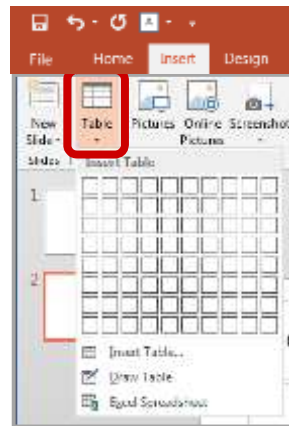 File Home Insert Design
New Slide Table Pictures Online Pictures Screenshot
Slides Insert Table
1
2
Insert Table...
Draw Table
Excel Spreadsheet